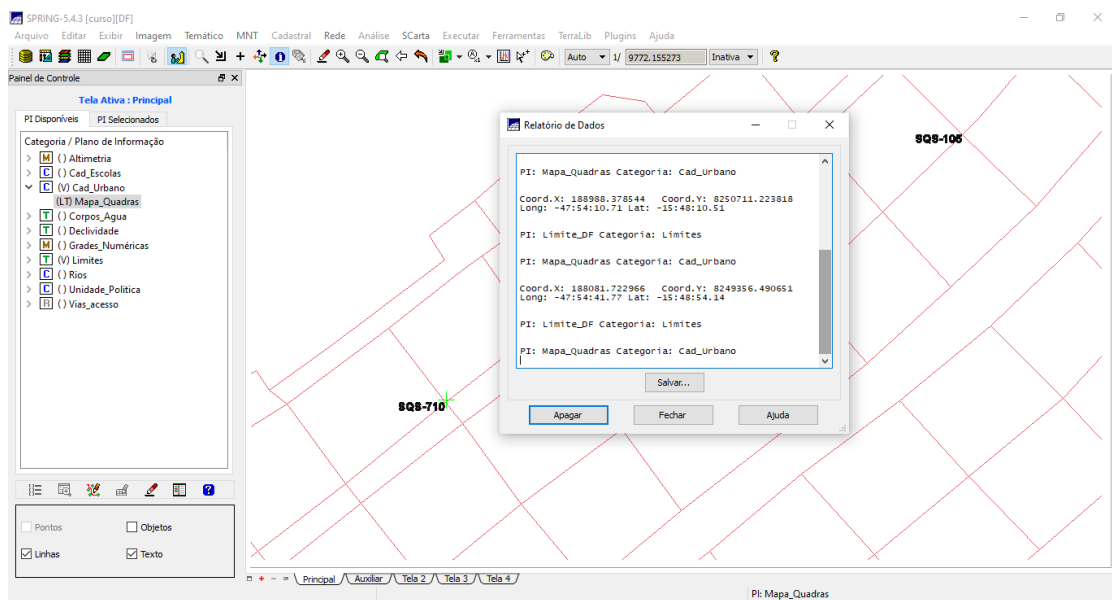 SPRING-5.4.3 [curso][DF]
Arquivo Editar Exibir Imagem Temático MNT Cadastral Rede Análise SCarta Executar Ferramentas TerraLib Plugins Ajuda
Auto 1/ 9772.155273 Inativa
Painel de Controle
Tela Ativa : Principal
PI Disponíveis PI Selecionados
Categoria / Plano de Informação
M () Altimetria
C () Cad_Escolas
C (V) Cad_Urbano
(LT) Mapa_Quadras
T () Corpos_Agua
T () Declividade
M () Grades_Numéricas
T (V) Limites
C () Rios
C () Unidade_Politica
R () Vias_acesso
Pontos Objetos
Linhas Texto
SQS-105
SQS-710
Relatório de Dados
PI: Mapa_Quadras Categoria: Cad_Urbano
Coord.X: 188988.378544 Coord.Y: 8250711.223818
Long: -47:54:10.71 Lat: -15:48:10.51
PI: Limite_DF Categoria: Limites
PI: Mapa_Quadras Categoria: Cad_Urbano
Coord.X: 188081.722966 Coord.Y: 8249356.490651
Long: -47:54:41.77 Lat: -15:48:54.14
PI: Limite_DF Categoria: Limites
PI: Mapa_Quadras Categoria: Cad_Urbano
Salvar...
Apagar Fechar Ajuda
Principal Auxiliar Tela 2 Tela 3 Tela 4
PI: Mapa_Quadras